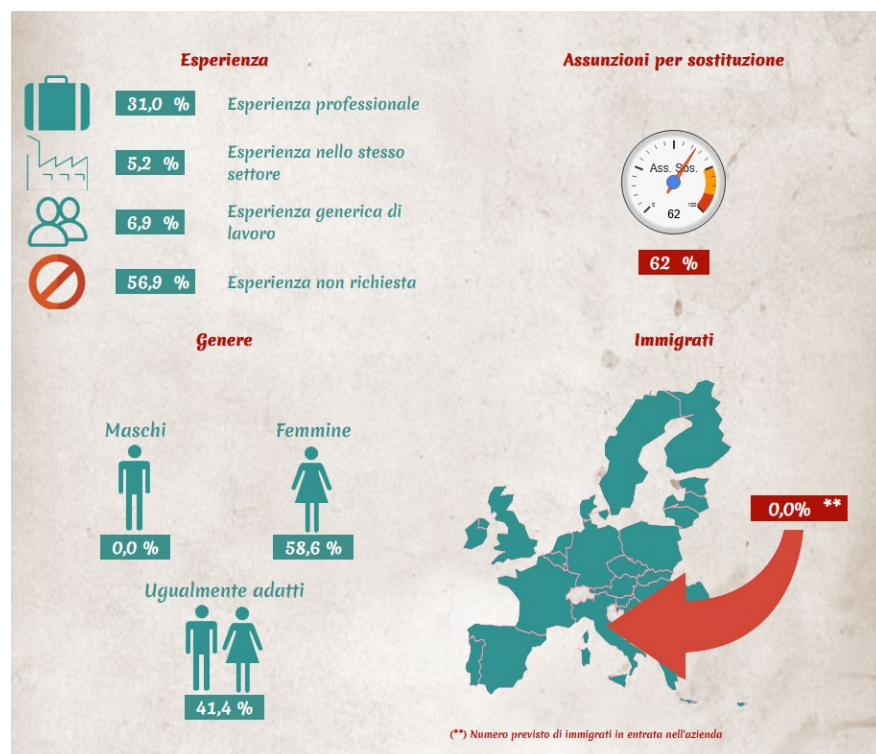 Esperienza
31,0 %
Esperienza professionale
5,2 %
Esperienza nello stesso
settore
6,9 %
Esperienza generica di
lavoro
56,9 %
Esperienza non richiesta
Assunzioni per sostituzione
Ass. Sos.
0
100
62
62 %
Genere
Maschi
0,0 %
Femmine
58,6 %
Ugualmente adatti
41,4 %
Immigrati
0,0% **
(**) Numero previsto di immigrati in entrata nell'azienda